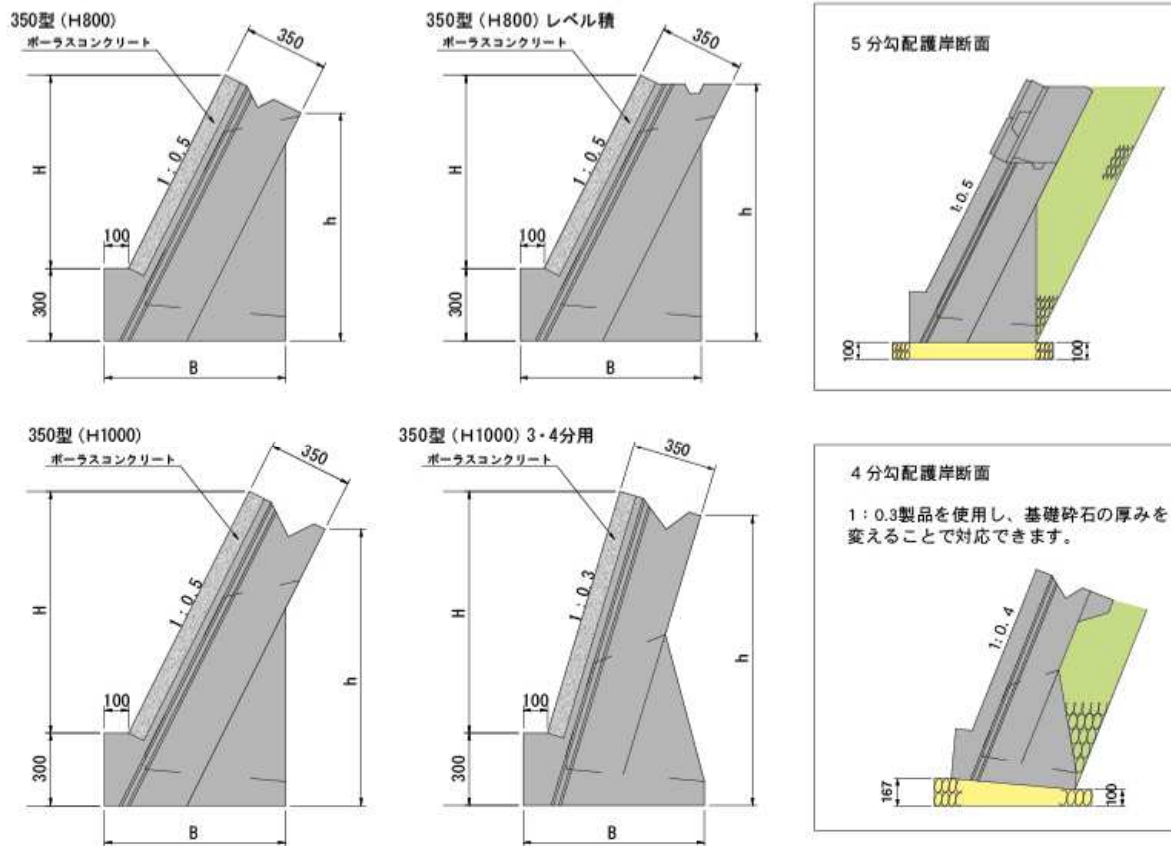 350型(H800)
ポーラスコンクリート
350
H
1:0.5
100
300
h
B
350型(H800)レベル積
ポーラスコンクリート
350
H
1:0.5
100
300
h
B
5分勾配護岸断面
1:0.5
100
100
350型(H1000)
ポーラスコンクリート
350
H
1:0.5
100
300
h
B
350型(H1000)3・4分用
ポーラスコンクリート
350
H
1:0.3
100
300
h
B
4分勾配護岸断面
1:0.3製品を使用し、基礎砕石の厚みを
変えることで対応できます。
1:0.4
167
100